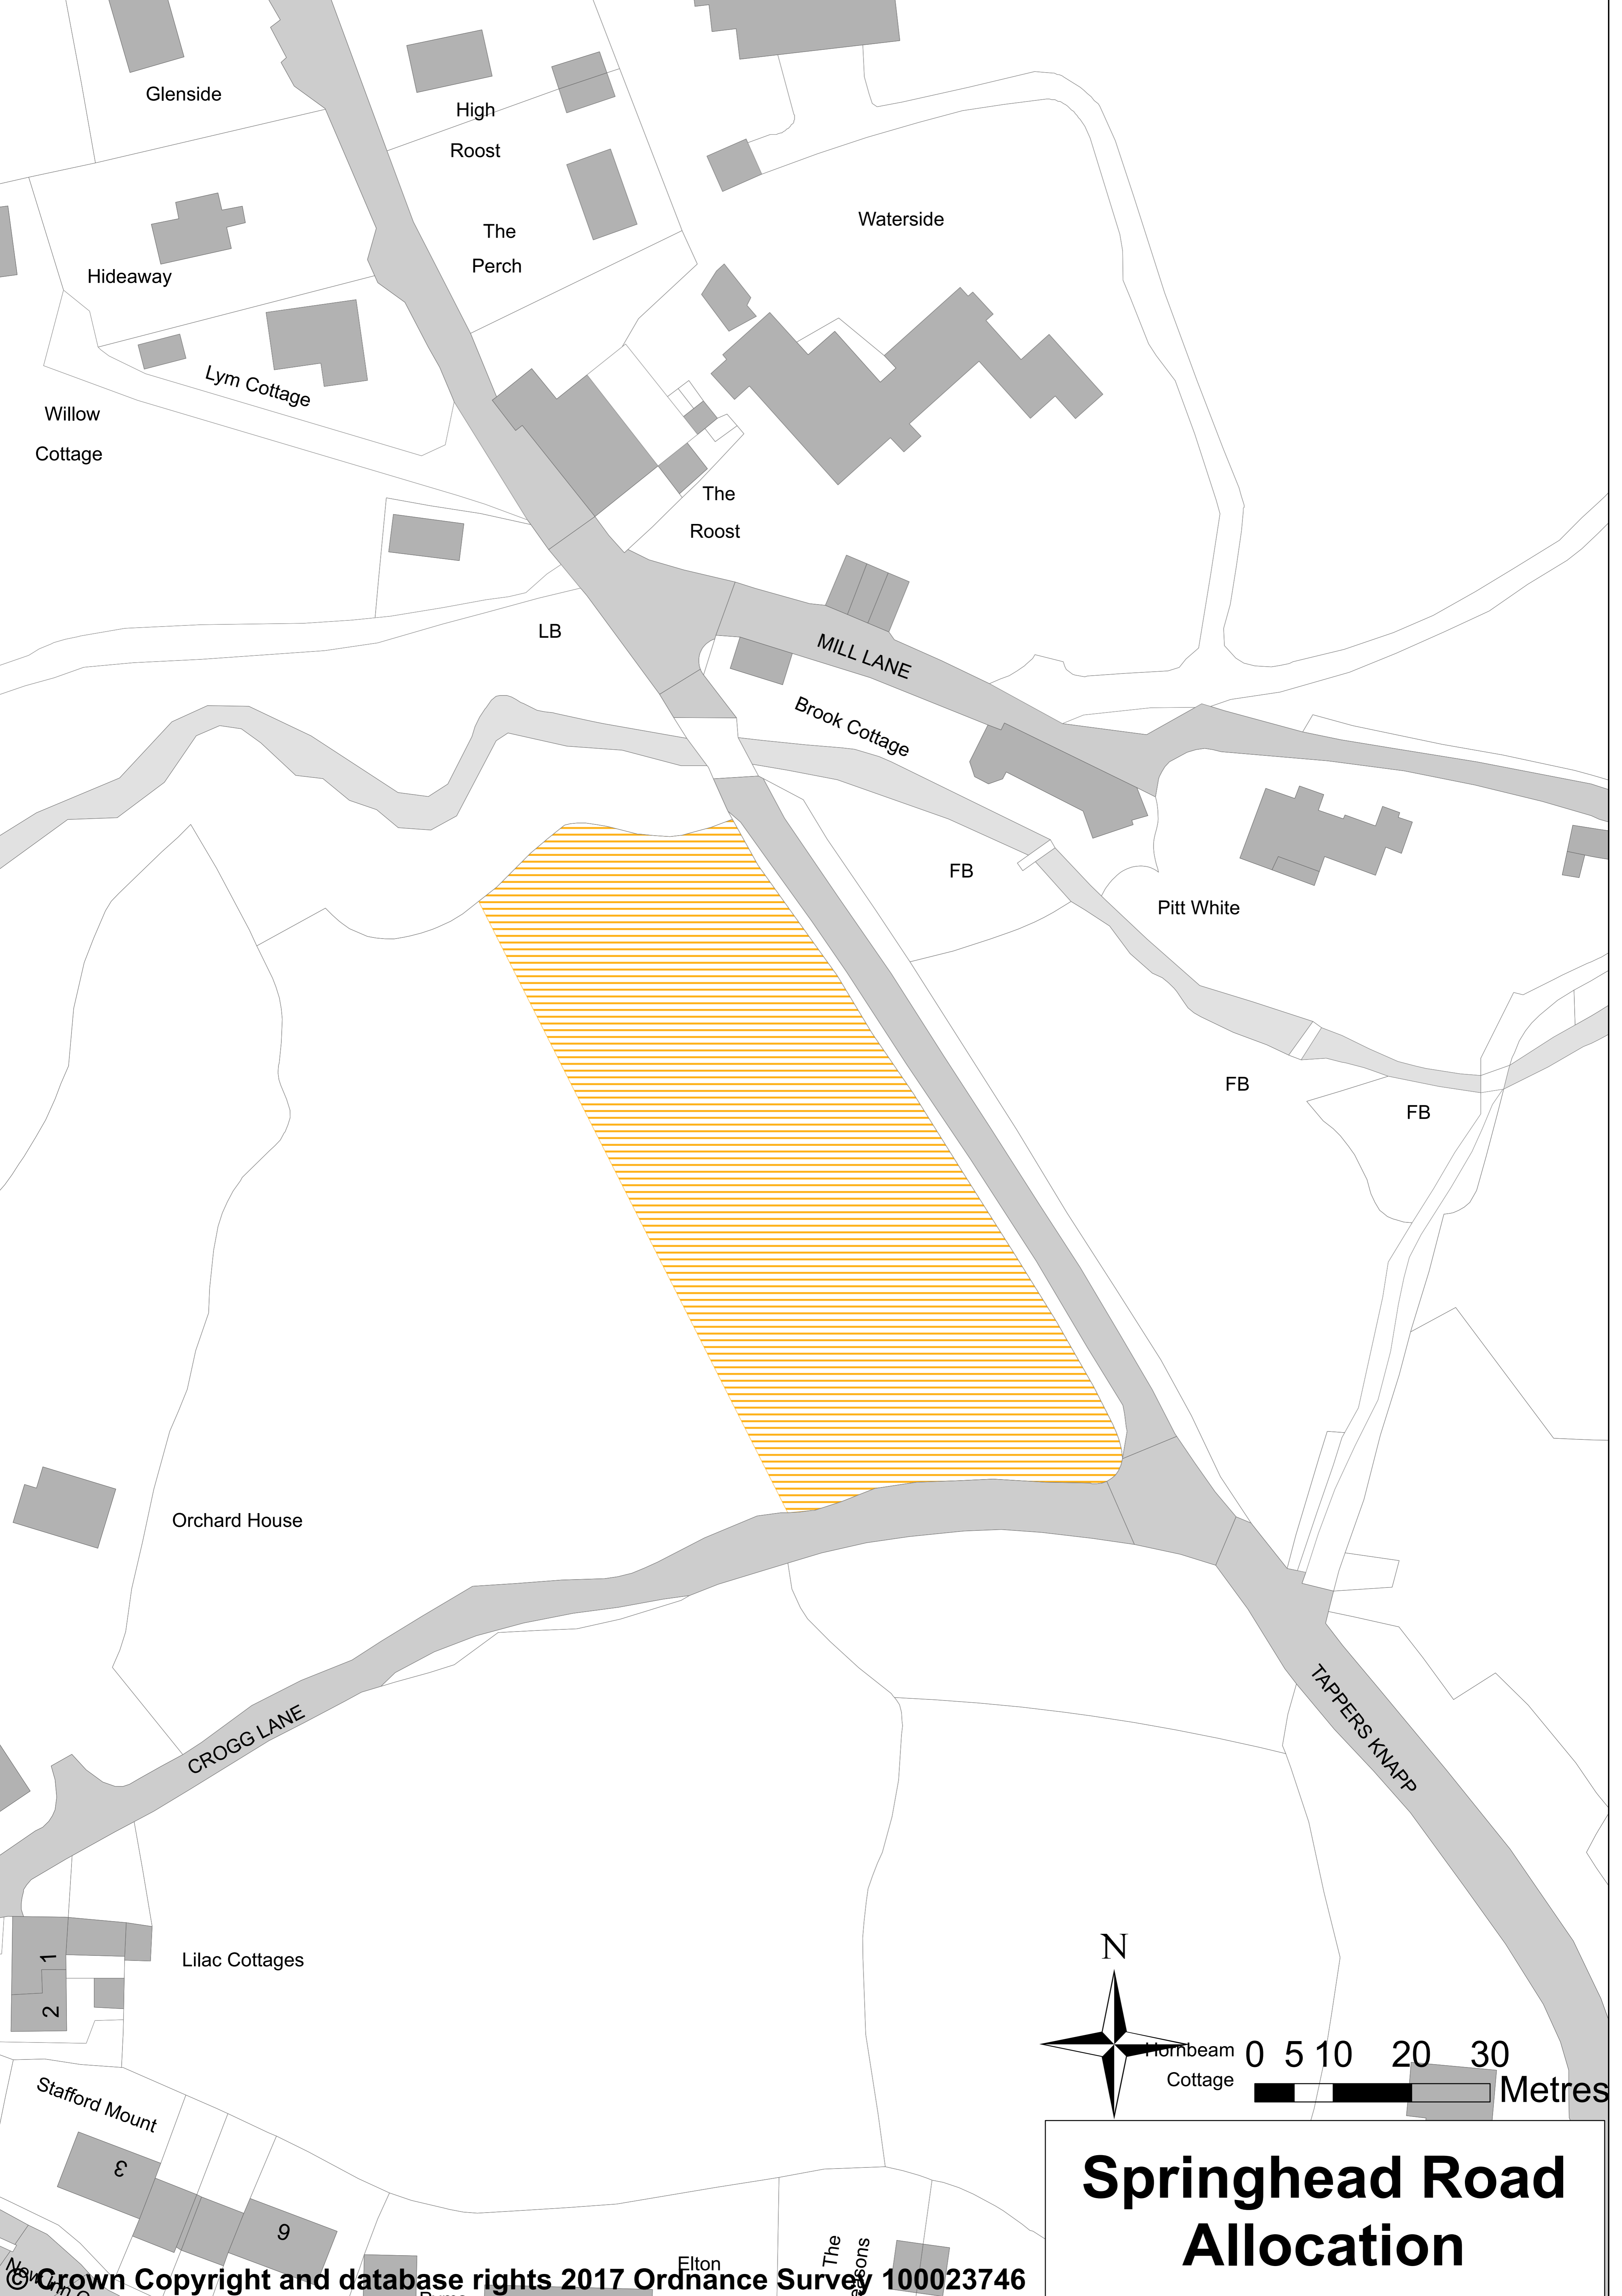 Glenside
High
Roost
The
Perch
Waterside
Hideaway
Lym Cottage
Willow
Cottage
The
Roost
LB
MILL LANE
Brook Cottage
FB
Pitt White
FB
FB
Orchard House
CROGG LANE
TAPPERS KNAPP
1
2
Lilac Cottages
N
Hornbeam
Cottage
0 5 10 20 30
Metres
Stafford Mount
3
6
Springhead Road
Allocation
The
Elton
New Inn
© Crown Copyright and database rights 2017 Ordnance Survey 100023746